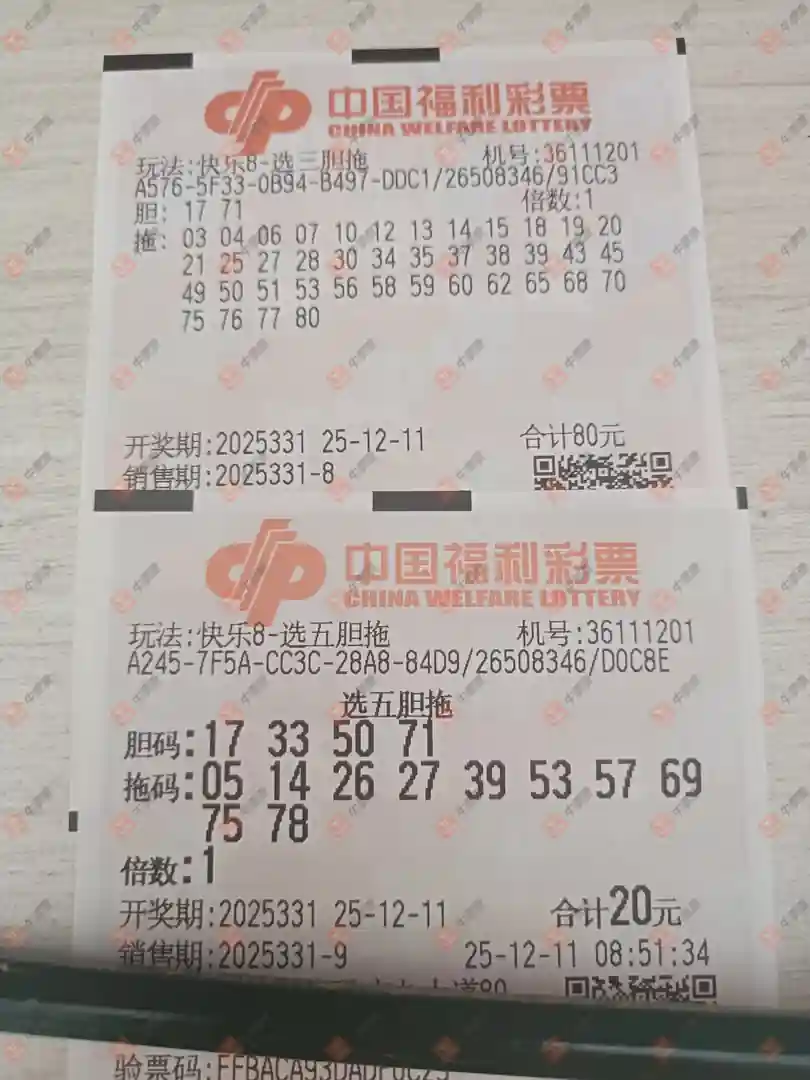 中国福利彩票
CHINA WELFARE LOTTERY
玩法:快乐8-选三胆拖 机号:36111201
A576-5F33-0B94-B497-DDC1/26508346/91CC3
胆: 17 71 倍数:1
拖: 03 04 06 07 10 12 13 14 15 18 19 20
21 25 27 28 30 34 35 37 38 39 43 45
49 50 51 53 56 58 59 60 62 65 68 70
75 76 77 80
开奖期:2025331 25-12-11 合计80元
销售期:2025331-8
中国福利彩票
CHINA WELFARE LOTTERY
玩法:快乐8-选五胆拖 机号:36111201
A245-7F5A-CC3C-28A8-84D9/26508346/D0C8E
选五胆拖
胆码:17 33 50 71
拖码:05 14 26 27 39 53 57 69
75 78
倍数:1
开奖期:2025331 25-12-11 合计20元
销售期:2025331-9 25-12-11 08:51:34
验票码: